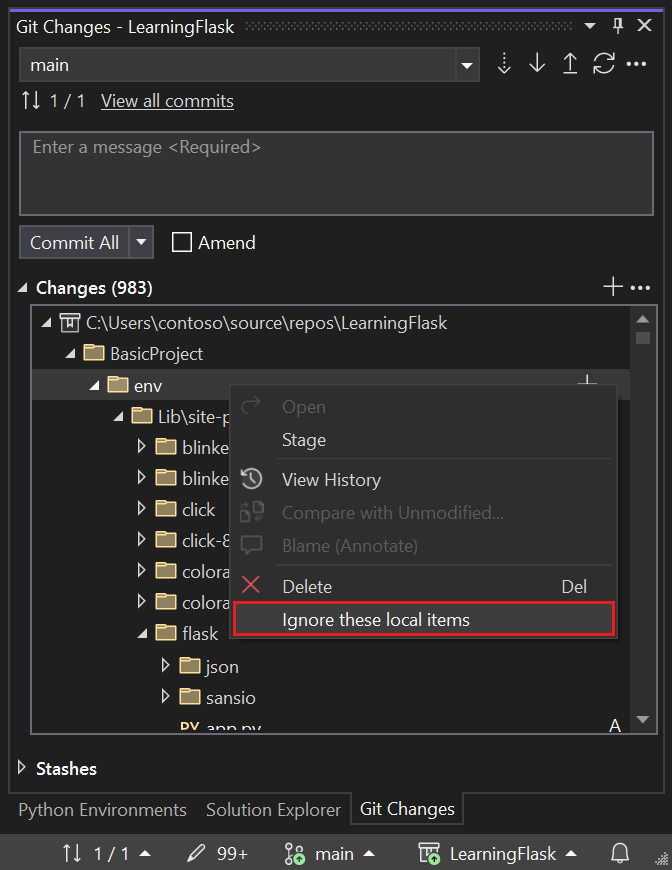 Git Changes - LearningFlask
main
1 / 1 View all commits
Enter a message <Required>
Commit All Amend
Changes (983)
C:\Users\contoso\source\repos\LearningFlask
BasicProject
env
Lib\site-p
Open
Stage
blinke
View History
blinke
click
Compare with Unmodified...
click-8
Blame (Annotate)
colora
Delete Del
colora
Ignore these local items
flask
json
sansio
PY app.py A
Stashes
Python Environments Solution Explorer Git Changes
1 / 1 99+ main LearningFlask